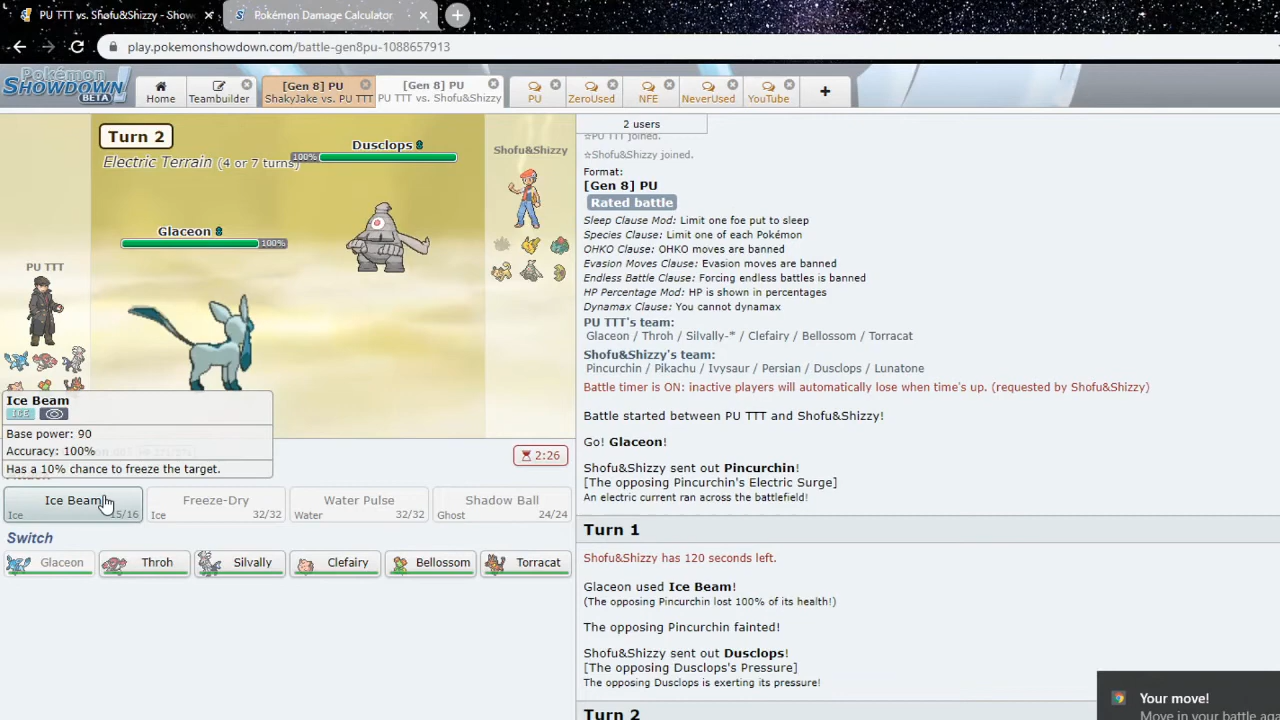 PU TTT vs. Shofu&Shizzy - Show
Pokémon Damage Calculator
play.pokemonshowdown.com/battle-gen8pu-1088657913
Pokémon
SHOWDOWN
BETA
Home
Teambuilder
[Gen 8] PU
ShakyJake vs. PU TTT
[Gen 8] PU
PU TTT vs. Shofu&Shizzy
PU
ZeroUsed
NFE
NeverUsed
YouTube
2 users
Turn 2
Electric Terrain (4 or 7 turns)
100%
Dusclops
Shofu&Shizzy
Glaceon
100%
PU TTT
Ice Beam
ICE
Base power: 90
Accuracy: 100%
Has a 10% chance to freeze the target.
2:26
Ice Beam
Ice 15/16
Freeze-Dry
Ice 32/32
Water Pulse
Water 32/32
Shadow Ball
Ghost 24/24
Switch
Glaceon
Throh
Silvally
Clefairy
Bellossom
Torracat
☆PU TTT joined.
☆Shofu&Shizzy joined.
Format:
[Gen 8] PU
Rated battle
Sleep Clause Mod: Limit one foe put to sleep
Species Clause: Limit one of each Pokémon
OHKO Clause: OHKO moves are banned
Evasion Moves Clause: Evasion moves are banned
Endless Battle Clause: Forcing endless battles is banned
HP Percentage Mod: HP is shown in percentages
Dynamax Clause: You cannot dynamax
PU TTT's team:
Glaceon / Throh / Silvally-* / Clefairy / Bellossom / Torracat
Shofu&Shizzy's team:
Pincurchin / Pikachu / Ivysaur / Persian / Dusclops / Lunatone
Battle timer is ON: inactive players will automatically lose when time's up. (requested by Shofu&Shizzy)
Battle started between PU TTT and Shofu&Shizzy!
Go! Glaceon!
Shofu&Shizzy sent out Pincurchin!
[The opposing Pincurchin's Electric Surge]
An electric current ran across the battlefield!
Turn 1
Shofu&Shizzy has 120 seconds left.
Glaceon used Ice Beam!
(The opposing Pincurchin lost 100% of its health!)
The opposing Pincurchin fainted!
Shofu&Shizzy sent out Dusclops!
[The opposing Dusclops's Pressure]
The opposing Dusclops is exerting its pressure!
Turn 2
Your move!
Move in your battle aga